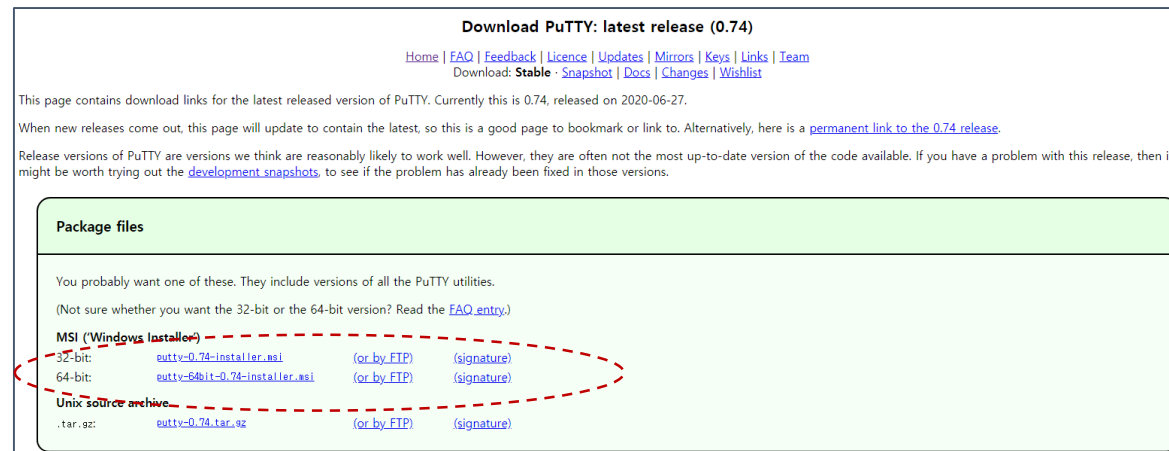 Download PuTTY: latest release (0.74)
Home | FAQ | Feedback | Licence | Updates | Mirrors | Keys | Links | Team
Download: Stable · Snapshot | Docs | Changes | Wishlist
This page contains download links for the latest released version of PuTTY. Currently this is 0.74, released on 2020-06-27.
When new releases come out, this page will update to contain the latest, so this is a good page to bookmark or link to. Alternatively, here is a permanent link to the 0.74 release.
Release versions of PuTTY are versions we think are reasonably likely to work well. However, they are often not the most up-to-date version of the code available. If you have a problem with this release, then i
might be worth trying out the development snapshots, to see if the problem has already been fixed in those versions.
Package files
You probably want one of these. They include versions of all the PuTTY utilities.
(Not sure whether you want the 32-bit or the 64-bit version? Read the FAQ entry.)
MSI ('Windows Installer')
32-bit: putty-0.74-installer.msi (or by FTP) (signature)
64-bit: putty-64bit-0.74-installer.msi (or by FTP) (signature)
Unix source archive
.tar.gz: putty-0.74.tar.gz (or by FTP) (signature)